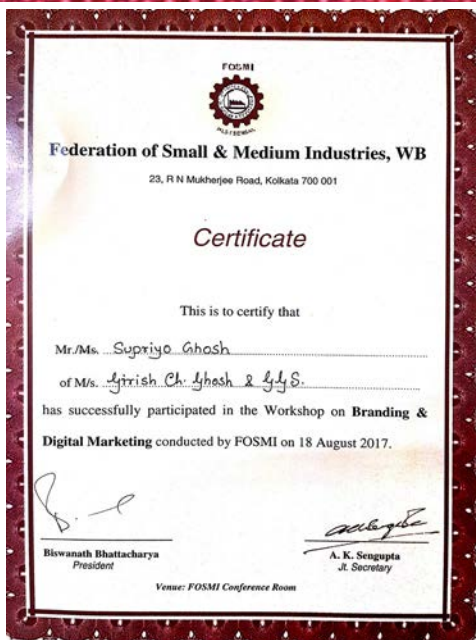 FOSMI
WEST BENGAL
Federation of Small & Medium Industries, WB
23, R N Mukherjee Road, Kolkata 700 001
Certificate
This is to certify that
Mr./Ms. Supriyo Ghosh
of M/s. Girish Ch. Ghosh & G.G.S.
has successfully participated in the Workshop on Branding &
Digital Marketing conducted by FOSMI on 18 August 2017.
Biswanath Bhattacharya
President
A. K. Sengupta
Jt. Secretary
Venue: FOSMI Conference Room